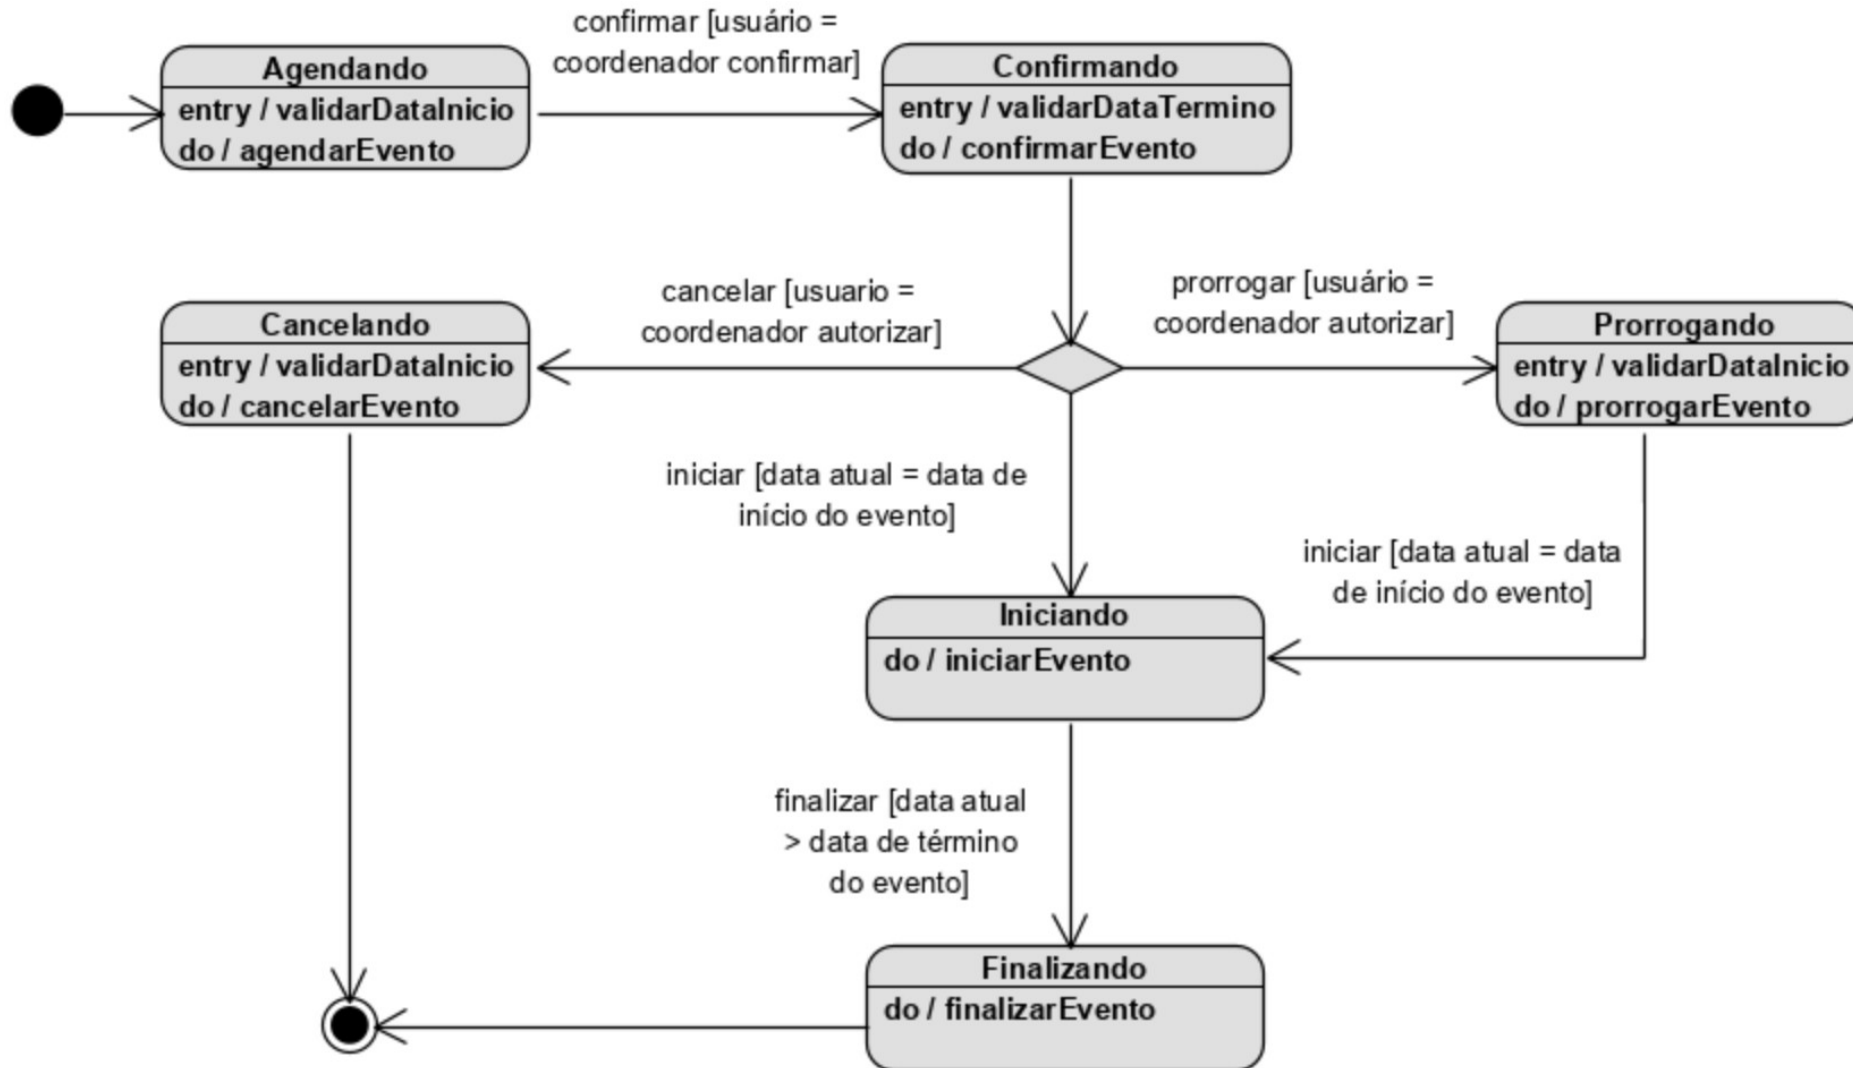 confirmar [usuário =
coordenador confirmar]
Agendando
entry / validarDataInicio
do / agendarEvento
Confirmando
entry / validarDataTermino
do / confirmarEvento
cancelar [usuario =
coordenador autorizar]
prorrogar [usuário =
coordenador autorizar]
Cancelando
entry / validarDataInicio
do / cancelarEvento
Prorrogando
entry / validarDataInicio
do / prorrogarEvento
iniciar [data atual = data de
início do evento]
iniciar [data atual = data
de início do evento]
Iniciando
do / iniciarEvento
finalizar [data atual
> data de término
do evento]
Finalizando
do / finalizarEvento